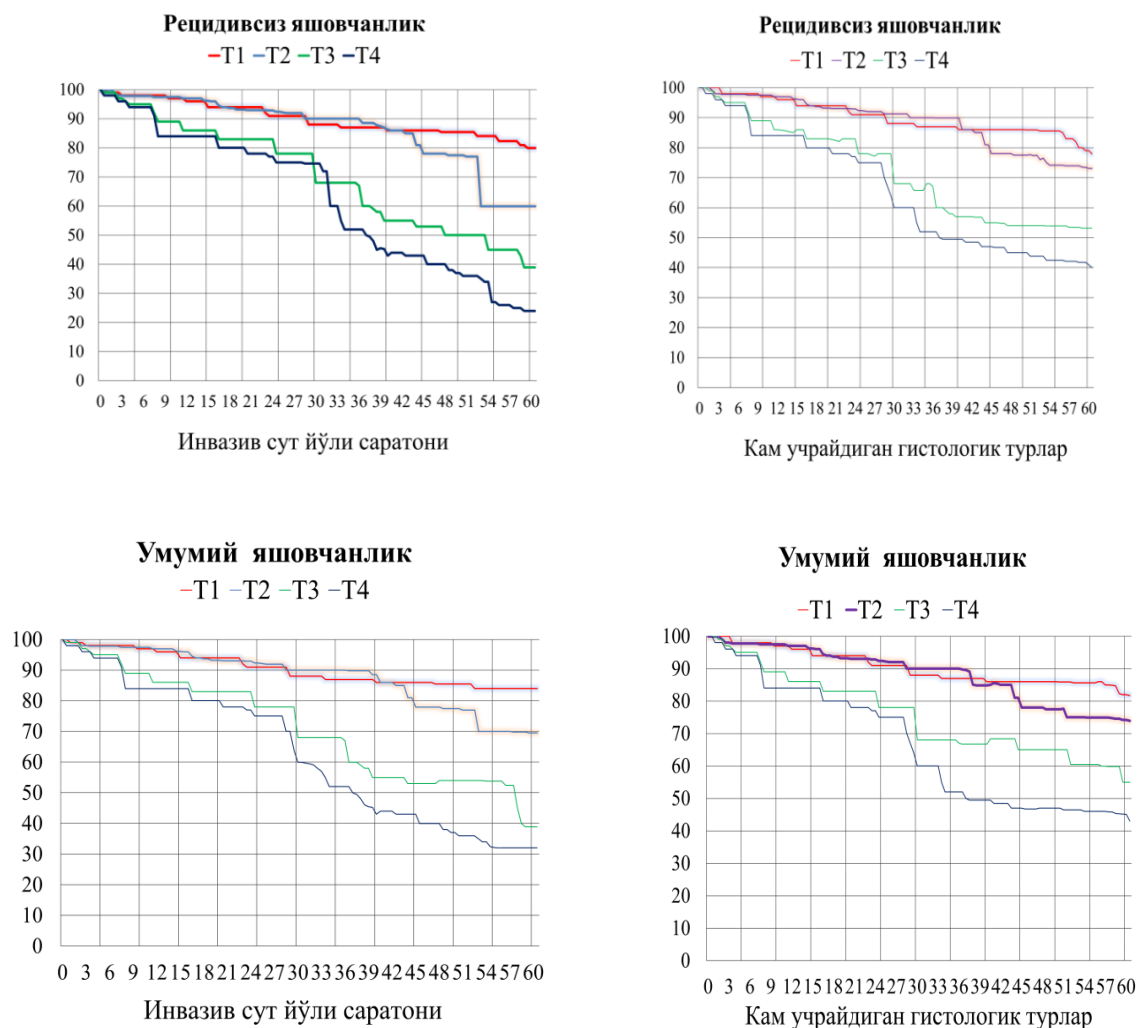 Рецидивсиз яшовчанлик
T1 T2 T3 T4
100
90
80
70
60
50
40
30
20
10
0
0 3 6 9 12 15 18 21 24 27 30 33 36 39 42 45 48 51 54 57 60
Инвазив сут йўли саратони
Рецидивсиз яшовчанлик
T1 T2 T3 T4
100
90
80
70
60
50
40
30
20
10
0
0 3 6 9 12 15 18 21 24 27 30 33 36 39 42 45 48 51 54 57 60
Кам учрайдиган гистологик турлар
Умумий яшовчанлик
T1 T2 T3 T4
100
90
80
70
60
50
40
30
20
10
0
0 3 6 9 12 15 18 21 24 27 30 33 36 39 42 45 48 51 54 57 60
Инвазив сут йўли саратони
Умумий яшовчанлик
T1 T2 T3 T4
100
90
80
70
60
50
40
30
20
10
0
0 3 6 9 12 15 18 21 24 27 30 33 36 39 42 45 48 51 54 57 60
Кам учрайдиган гистологик турлар